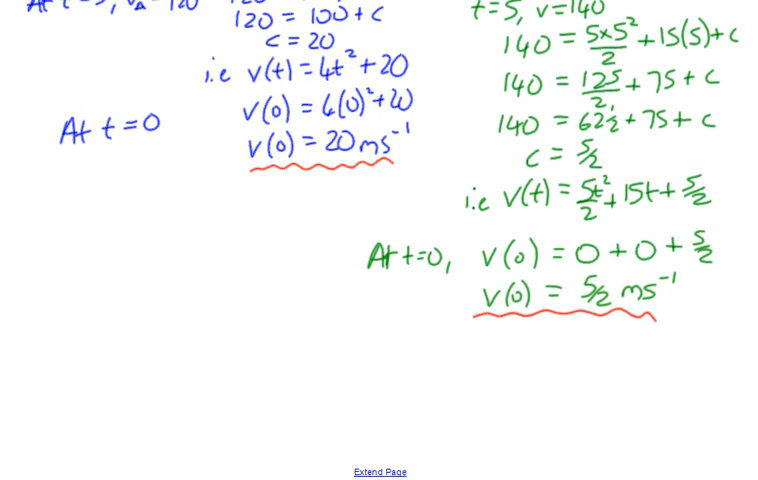 120 = 100 + c
c = 20
i.e v(t) = 4t² + 20
v(0) = 4(0)² + 20
At t = 0
v(0) = 20 ms⁻¹
t = 5, v = 140
140 = 5×5²/2 + 15(5) + c
140 = 125/2 + 75 + c
140 = 62½ + 75 + c
c = 5/2
i.e v(t) = 5t²/2 + 15t + 5/2
At t = 0, v(0) = 0 + 0 + 5/2
v(0) = 5/2 ms⁻¹
Extend Page